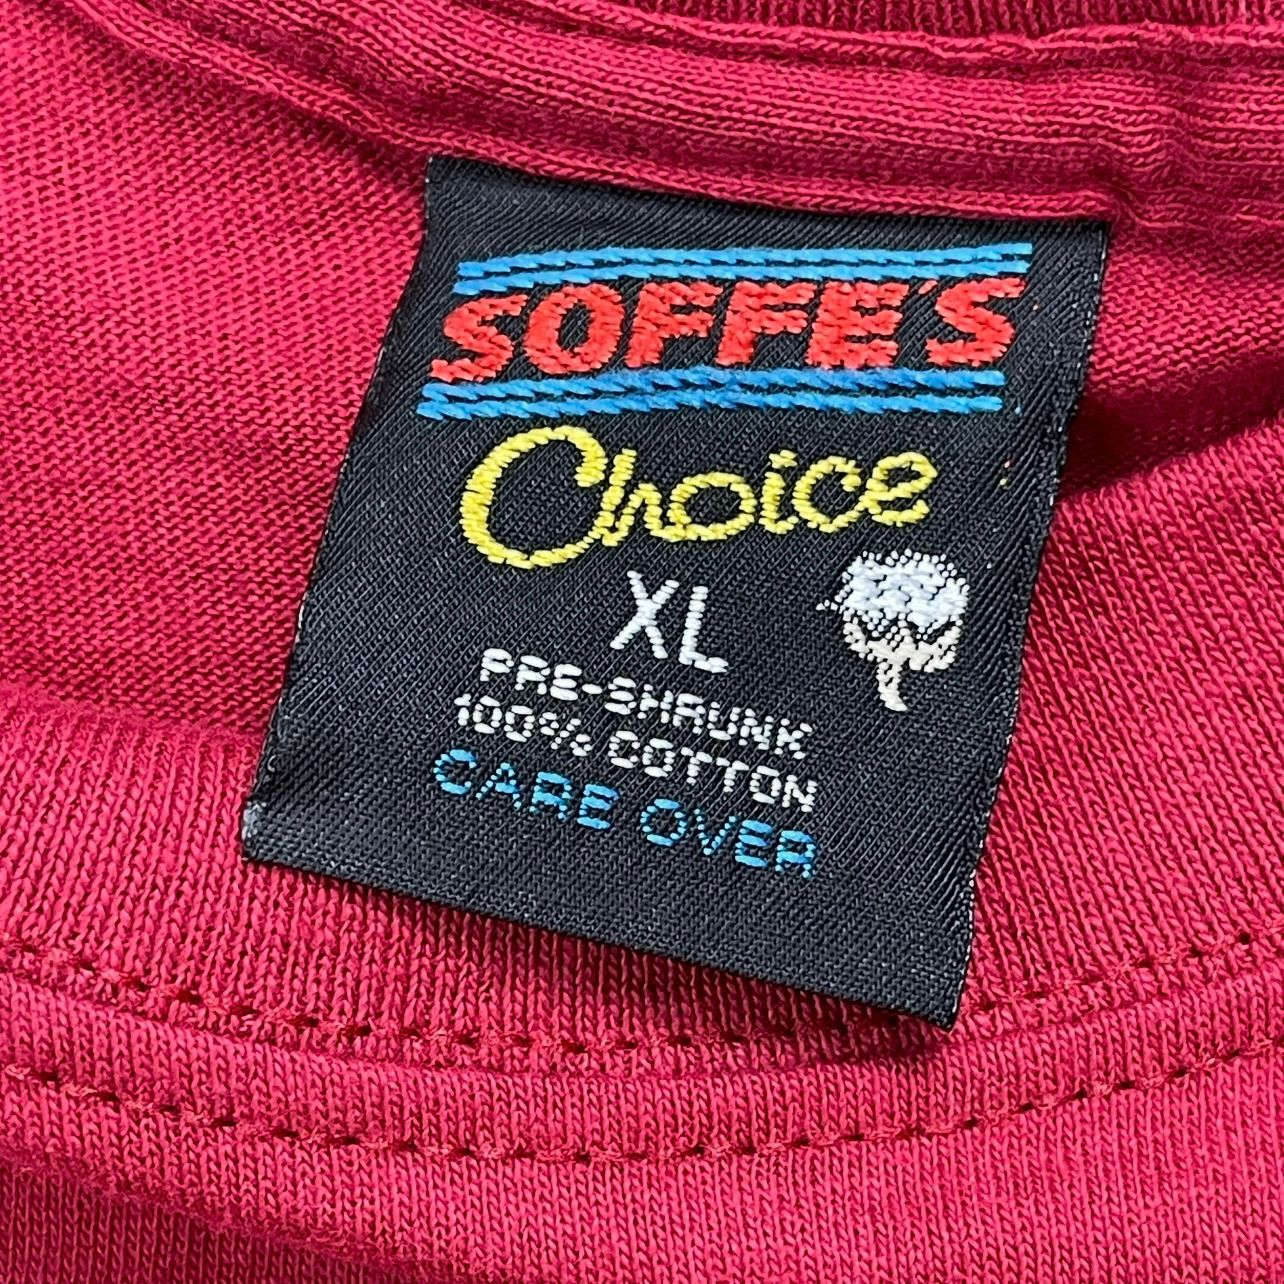 SOFFE'S
Choice
XL
PRE-SHRUNK
100% COTTON
CARE OVER